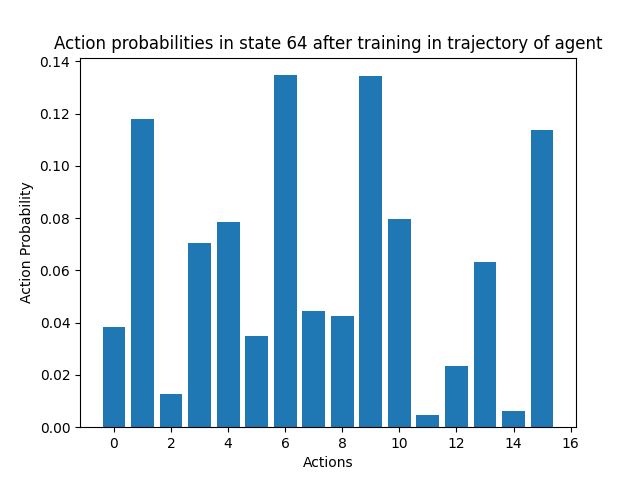 Action probabilities in state 64 after training in trajectory of agent
0.14
0.12
0.10
0.08
0.06
0.04
0.02
0.00
Action Probability
0 2 4 6 8 10 12 14 16
Actions